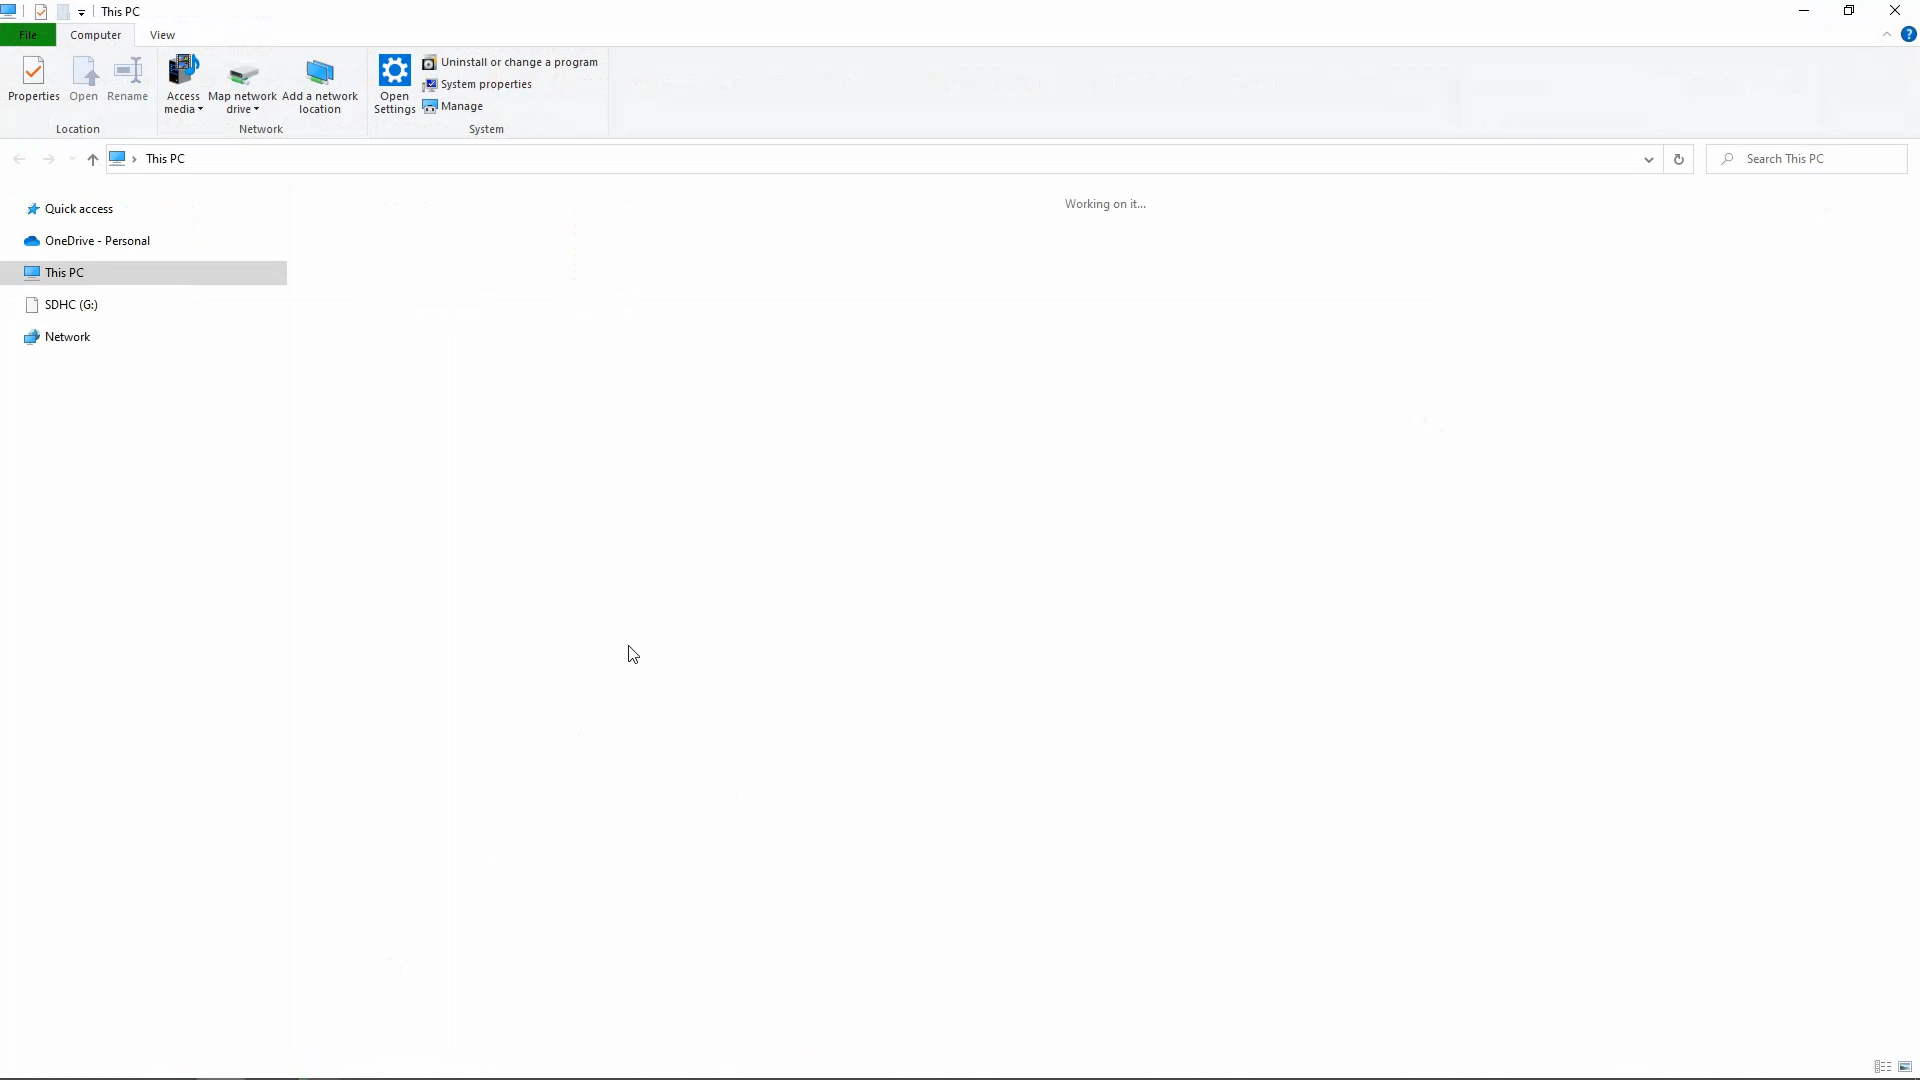 This PC
File Computer View
Uninstall or change a program
System properties
Manage
Properties Open Rename
Access media
Map network drive
Add a network location
Open Settings
Location Network System
This PC
Search This PC
Quick access
Working on it...
OneDrive - Personal
This PC
SDHC (G:)
Network